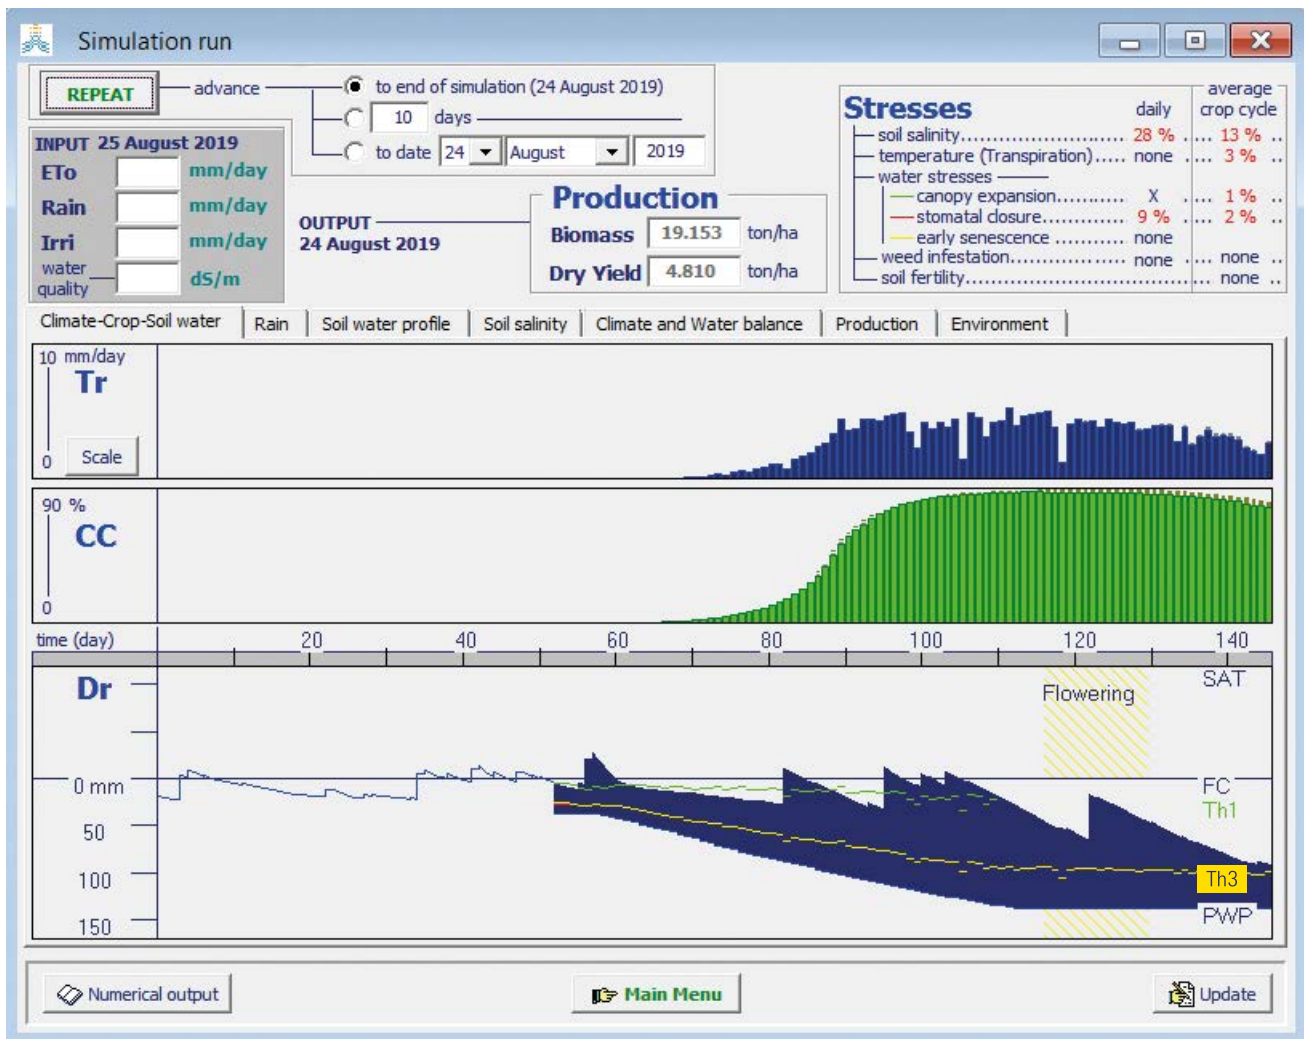 Simulation run
REPEAT
advance
to end of simulation (24 August 2019)
10 days
to date 24 August 2019
INPUT 25 August 2019
ETo mm/day
Rain mm/day
Irri mm/day
water
quality dS/m
OUTPUT
24 August 2019
Production
Biomass 19.153 ton/ha
Dry Yield 4.810 ton/ha
average
Stresses daily crop cycle
soil salinity........................ 28 % .... 13 % ..
temperature (Transpiration)..... none .... 3 % ..
water stresses
canopy expansion........... X .... 1 % ..
stomatal closure............. 9 % .... 2 % ..
early senescence ........... none
weed infestation................. none .... none ..
soil fertility..................................... none ..
Climate-Crop-Soil water Rain Soil water profile Soil salinity Climate and Water balance Production Environment
10 mm/day
Tr
0 Scale
90 %
CC
0
time (day) 20 40 60 80 100 120 140
Dr
SAT
Flowering
0 mm
FC
Th1
50
100
Th3
PWP
150
Numerical output Main Menu Update